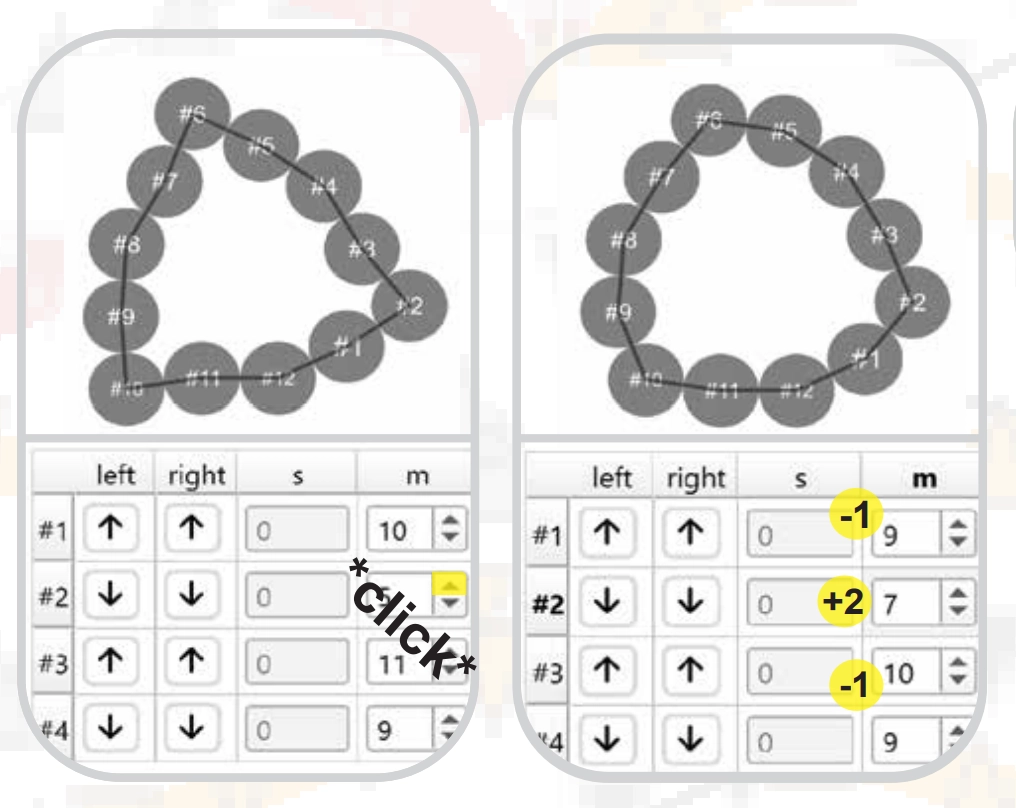 #6
#5
#7
#4
#8
#3
#9
#2
#1
#10
#11
#12
left right s m
#1 ↑ ↑ 0 10
#2 ↓ ↓ 0 5
*click*
#3 ↑ ↑ 0 11
#4 ↓ ↓ 0 9
#6
#5
#7
#4
#8
#3
#9
#2
#1
#10
#11
#12
left right s m
#1 ↑ ↑ 0 -1 9
#2 ↓ ↓ 0 +2 7
#3 ↑ ↑ 0 -1 10
#4 ↓ ↓ 0 9